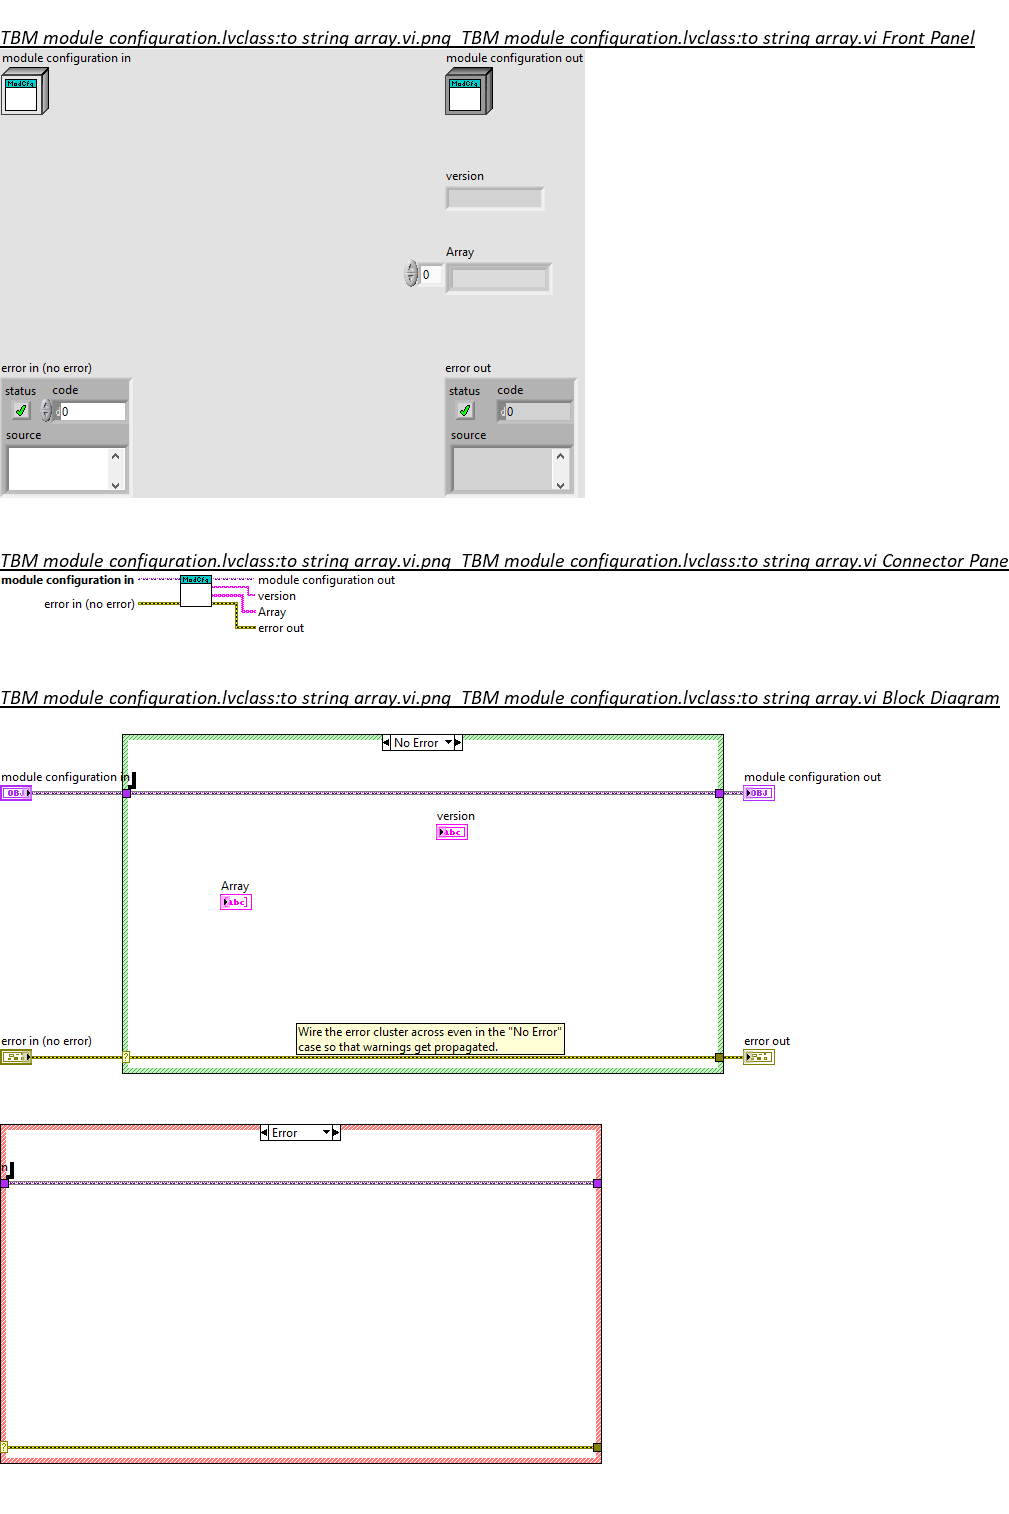 TBM module configuration.lvclass:to string array.vi.png TBM module configuration.lvclass:to string array.vi Front Panel
module configuration in
module configuration out
ModCfg
ModCfg
version
Array
0
error in (no error)
error out
status
code
status
code
d 0
d 0
source
source
TBM module configuration.lvclass:to string array.vi.png TBM module configuration.lvclass:to string array.vi Connector Pane
module configuration in
ModCfg
module configuration out
version
error in (no error)
Array
error out
TBM module configuration.lvclass:to string array.vi.png TBM module configuration.lvclass:to string array.vi Block Diagram
No Error
module configuration in
module configuration out
OBJ
OBJ
version
abc
Array
[abc]
Wire the error cluster across even in the "No Error"
case so that warnings get propagated.
error in (no error)
error out
?
Error
n
?